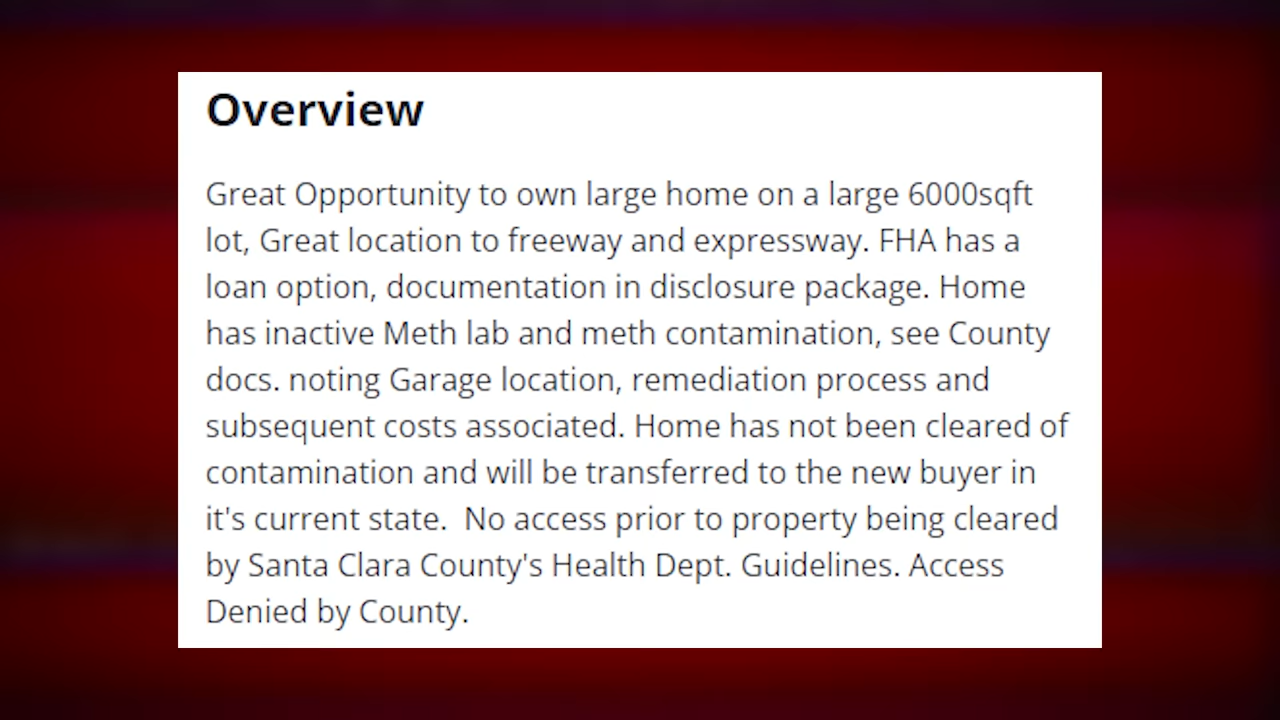 Overview
Great Opportunity to own large home on a large 6000sqft
lot, Great location to freeway and expressway. FHA has a
loan option, documentation in disclosure package. Home
has inactive Meth lab and meth contamination, see County
docs. noting Garage location, remediation process and
subsequent costs associated. Home has not been cleared of
contamination and will be transferred to the new buyer in
it's current state.  No access prior to property being cleared
by Santa Clara County's Health Dept. Guidelines. Access
Denied by County.